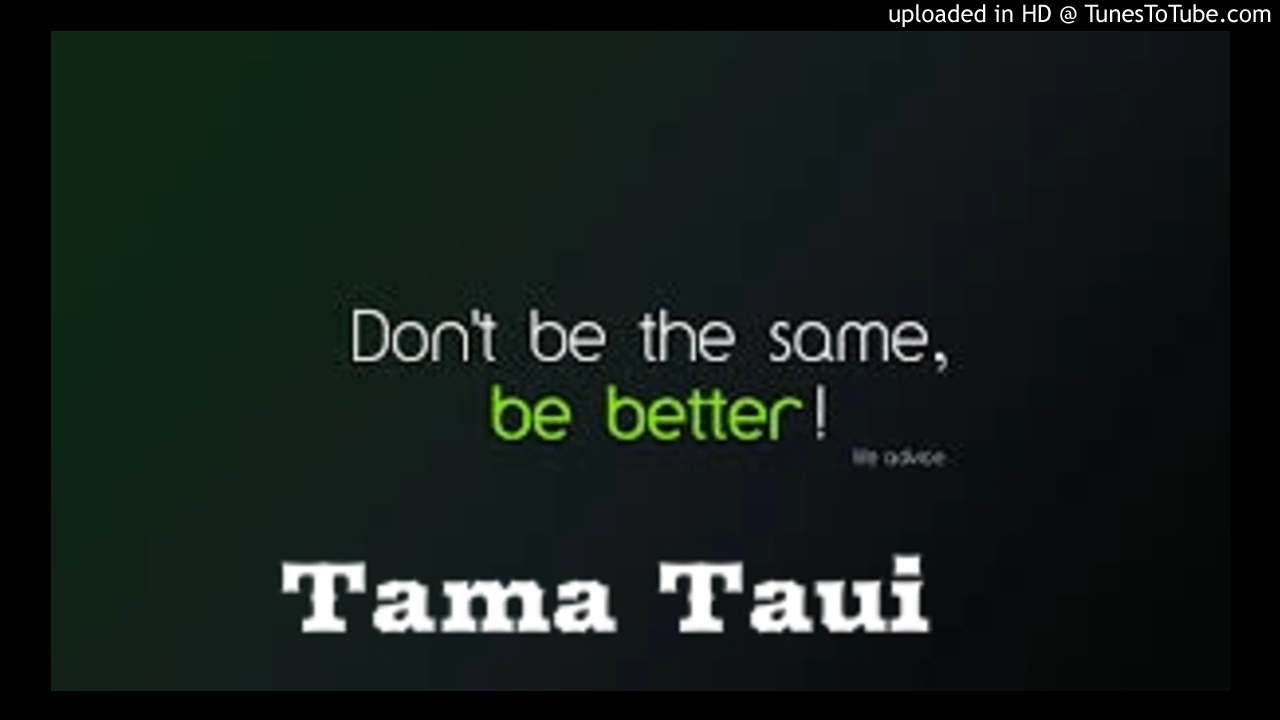 uploaded in HD @ TunesToTube.com
Don't be the same,
be better!
life advice
Tama Taui